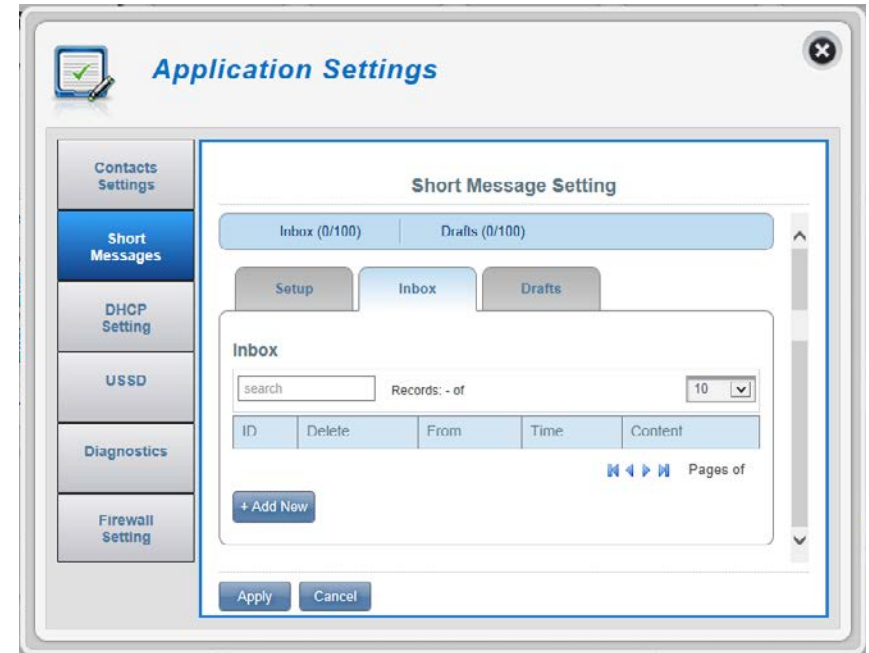 Application Settings
Contacts
Settings
Short
Messages
DHCP
Setting
USSD
Diagnostics
Firewall
Setting
Short Message Setting
Inbox (0/100) Drafts (0/100)
Setup Inbox Drafts
Inbox
search Records: - of 10
ID Delete From Time Content
Pages of
+ Add New
Apply Cancel